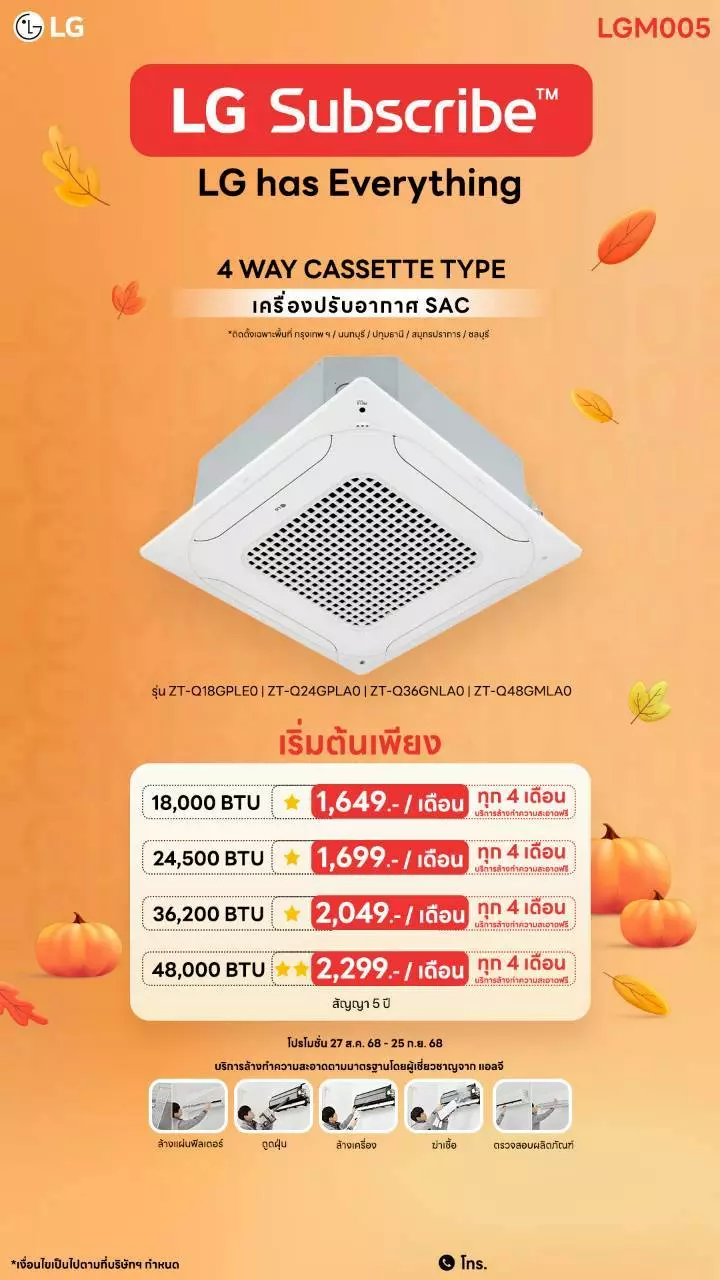 LG
LGM005
LG Subscribe™
LG has Everything
4 WAY CASSETTE TYPE
เครื่องปรับอากาศ SAC
*ติดตั้งเฉพาะพื้นที่ กรุงเทพ ฯ / นนทบุรี / ปทุมธานี / สมุทรปราการ / ชลบุรี
รุ่น ZT-Q18GPLE0 | ZT-Q24GPLA0 | ZT-Q36GNLA0 | ZT-Q48GMLA0
เริ่มต้นเพียง
18,000 BTU 1,649.- / เดือน ทุก 4 เดือน
บริการล้างทำความสะอาดฟรี
24,500 BTU 1,699.- / เดือน ทุก 4 เดือน
บริการล้างทำความสะอาดฟรี
36,200 BTU 2,049.- / เดือน ทุก 4 เดือน
บริการล้างทำความสะอาดฟรี
48,000 BTU 2,299.- / เดือน ทุก 4 เดือน
บริการล้างทำความสะอาดฟรี
สัญญา 5 ปี
โปรโมชั่น 27 ส.ค. 68 - 25 ก.ย. 68
บริการล้างทำความสะอาดตามมาตรฐานโดยผู้เชี่ยวชาญจาก แอลจี
ล้างแผ่นฟิลเตอร์ ดูดฝุ่น ล้างเครื่อง ฆ่าเชื้อ ตรวจสอบผลิตภัณฑ์
*เงื่อนไขเป็นไปตามที่บริษัทฯ กำหนด
โทร.